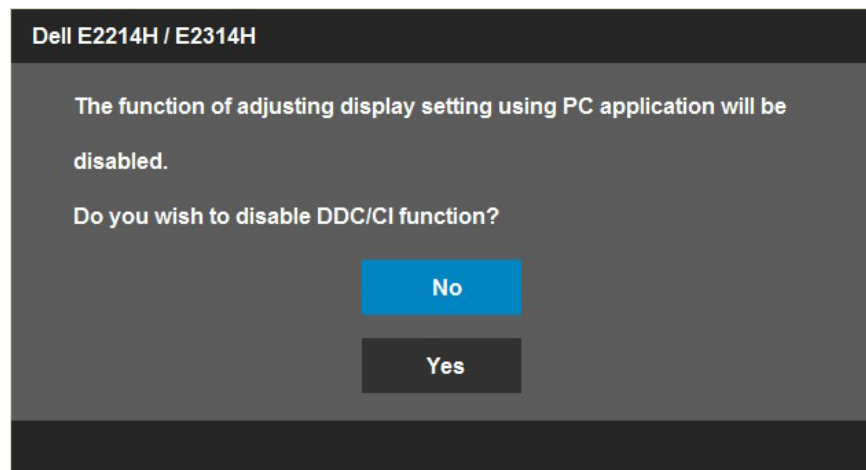 Dell E2214H / E2314H
The function of adjusting display setting using PC application will be
disabled.
Do you wish to disable DDC/CI function?
No
Yes